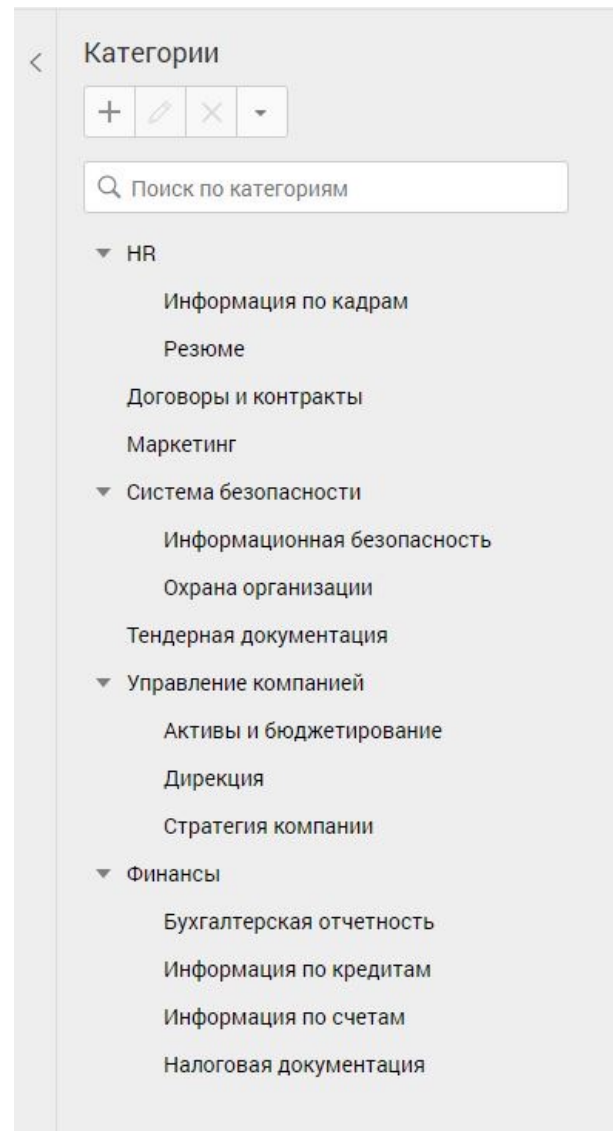 Категории
Поиск по категориям
HR
Информация по кадрам
Резюме
Договоры и контракты
Маркетинг
Система безопасности
Информационная безопасность
Охрана организации
Тендерная документация
Управление компанией
Активы и бюджетирование
Дирекция
Стратегия компании
Финансы
Бухгалтерская отчетность
Информация по кредитам
Информация по счетам
Налоговая документация